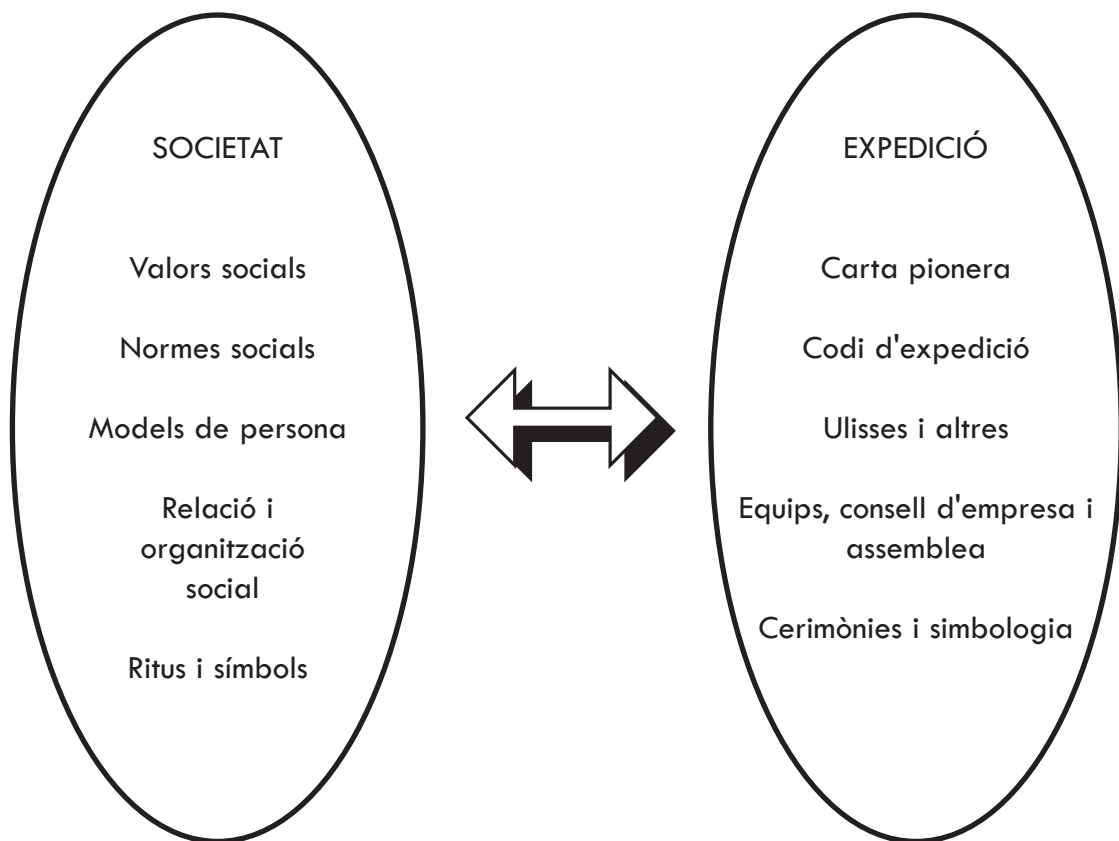 SOCIETAT
Valors socials
Normes socials
Models de persona
Relació i
organització
social
Ritus i símbols
EXPEDICIÓ
Carta pionera
Codi d'expedició
Ulisses i altres
Equips, consell d'empresa i
assemblea
Cerimònies i simbologia